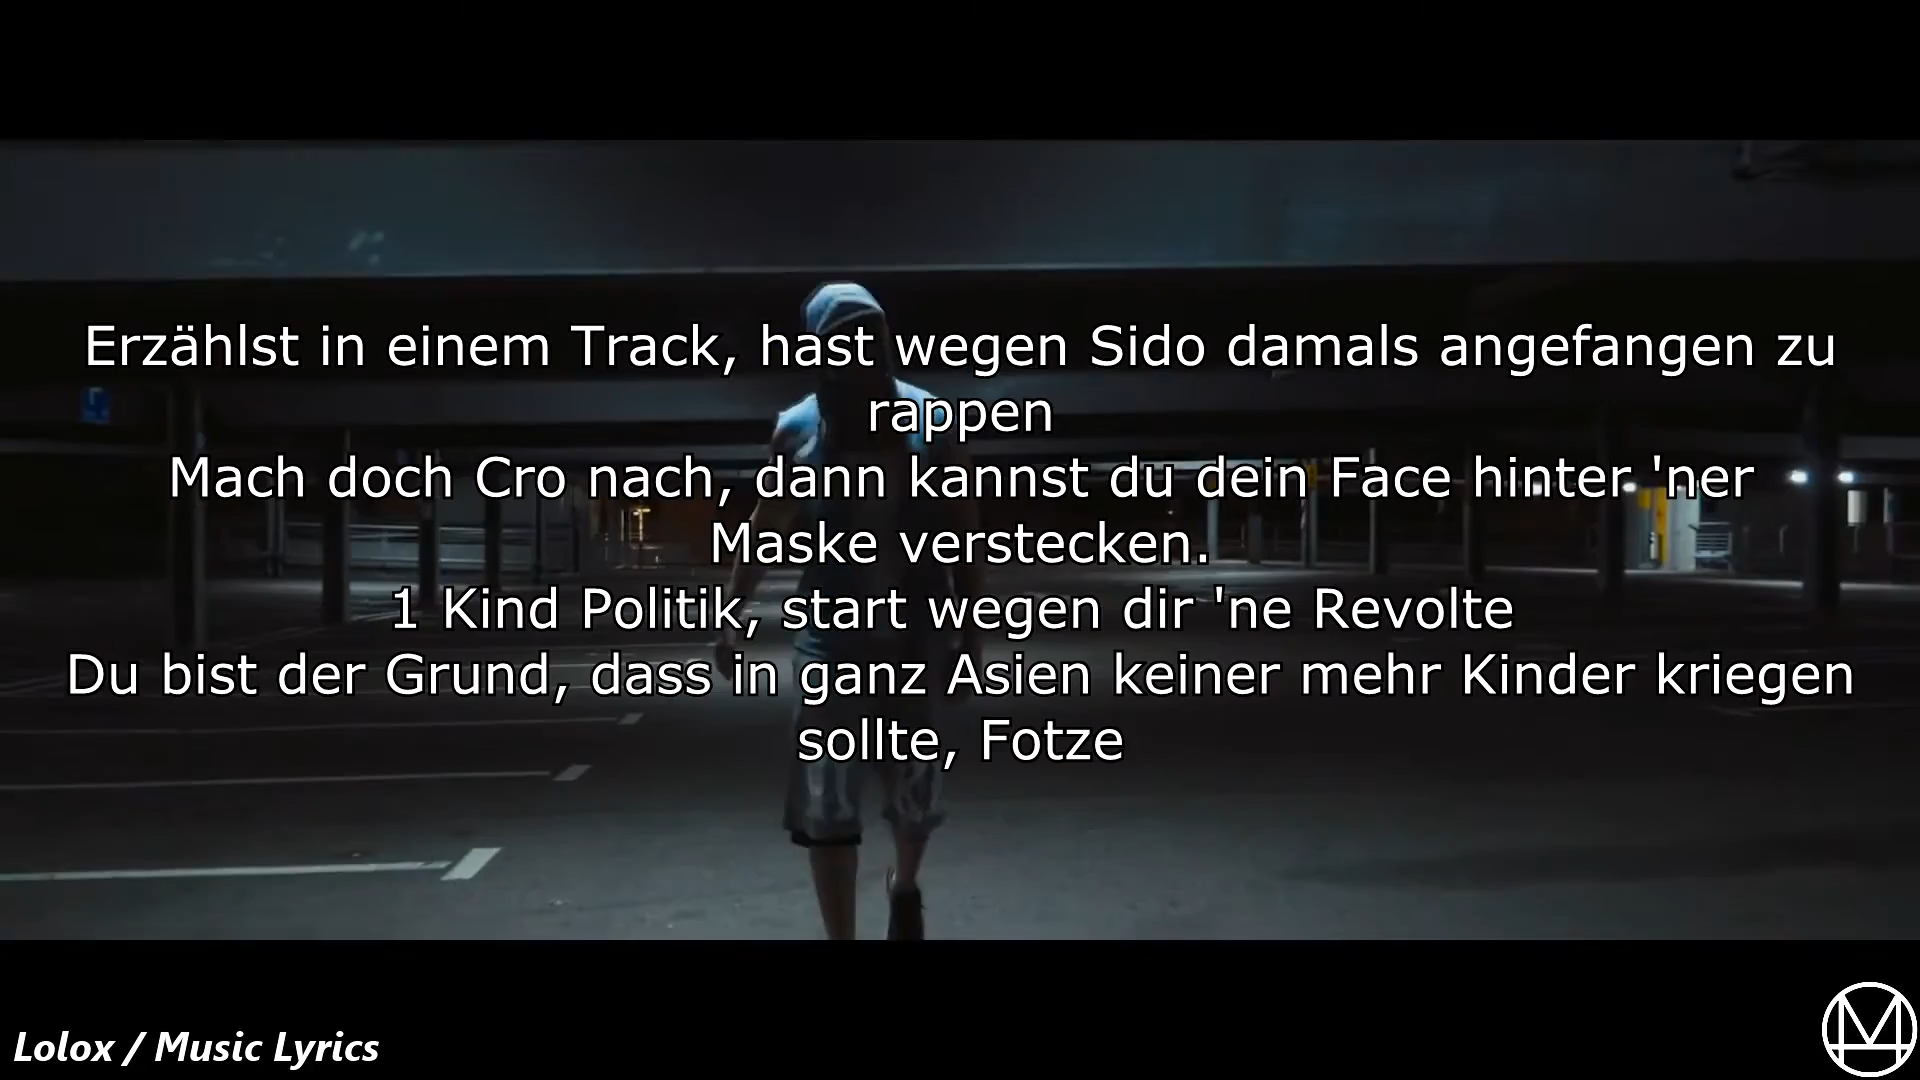 Erzählst in einem Track, hast wegen Sido damals angefangen zu
rappen
Mach doch Cro nach, dann kannst du dein Face hinter 'ner
Maske verstecken.
1 Kind Politik, start wegen dir 'ne Revolte
Du bist der Grund, dass in ganz Asien keiner mehr Kinder kriegen
sollte, Fotze
Lolox / Music Lyrics